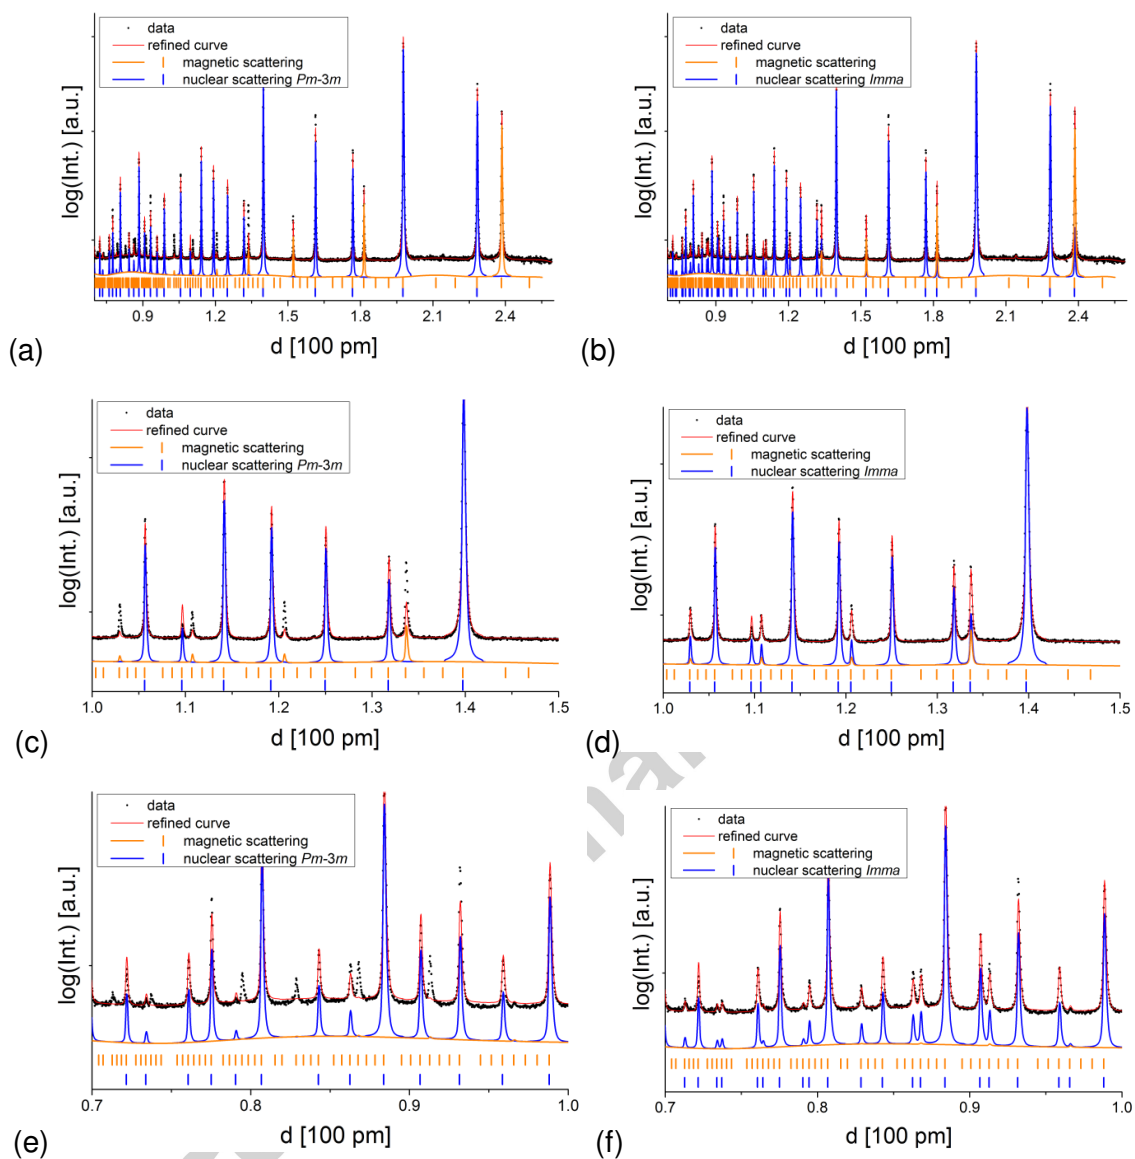 data
refined curve
magnetic scattering
nuclear scattering Pm-3m
log(Int.) [a.u.]
0.9 1.2 1.5 1.8 2.1 2.4
d [100 pm]
(a)
data
refined curve
magnetic scattering
nuclear scattering Imma
log(Int.) [a.u.]
0.9 1.2 1.5 1.8 2.1 2.4
d [100 pm]
(b)
data
refined curve
magnetic scattering
nuclear scattering Pm-3m
log(Int.) [a.u.]
1.0 1.1 1.2 1.3 1.4 1.5
d [100 pm]
(c)
data
refined curve
magnetic scattering
nuclear scattering Imma
log(Int.) [a.u.]
1.0 1.1 1.2 1.3 1.4 1.5
d [100 pm]
(d)
data
refined curve
magnetic scattering
nuclear scattering Pm-3m
log(Int.) [a.u.]
0.7 0.8 0.9 1.0
d [100 pm]
(e)
data
refined curve
magnetic scattering
nuclear scattering Imma
log(Int.) [a.u.]
0.7 0.8 0.9 1.0
d [100 pm]
(f)